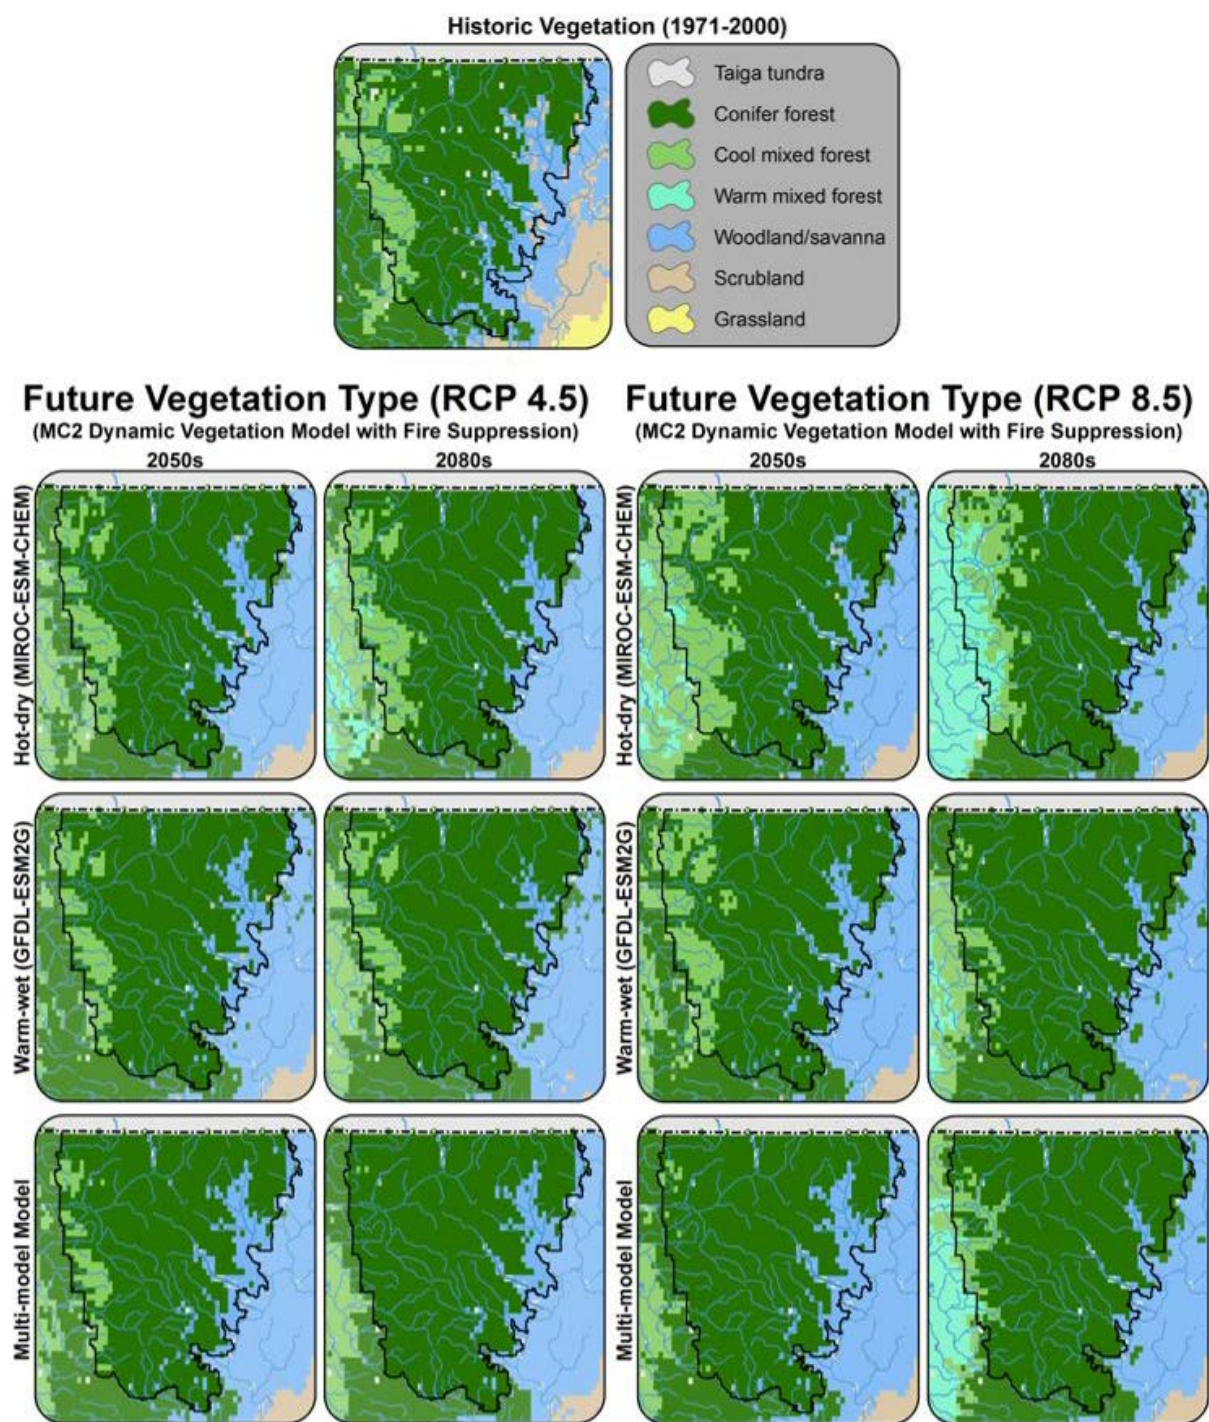 Historic Vegetation (1971-2000)
Taiga tundra
Conifer forest
Cool mixed forest
Warm mixed forest
Woodland/savanna
Scrubland
Grassland
Future Vegetation Type (RCP 4.5)
(MC2 Dynamic Vegetation Model with Fire Suppression)
2050s
2080s
Future Vegetation Type (RCP 8.5)
(MC2 Dynamic Vegetation Model with Fire Suppression)
2050s
2080s
Hot-dry (MIROC-ESM-CHEM)
Hot-dry (MIROC-ESM-CHEM)
Warm-wet (GFDL-ESM2G)
Warm-wet (GFDL-ESM2G)
Multi-model Model
Multi-model Model